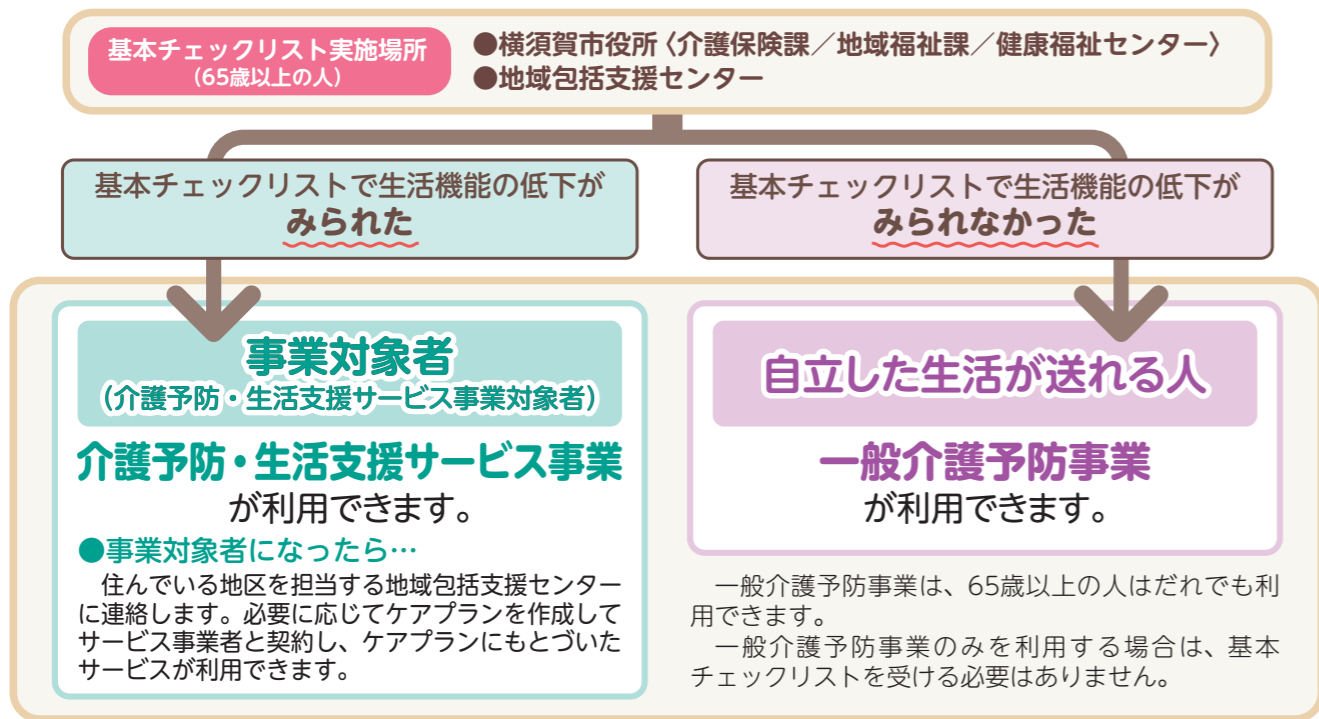 基本チェックリスト実施場所
(65歳以上の人)
●横須賀市役所〈介護保険課／地域福祉課／健康福祉センター〉
●地域包括支援センター
基本チェックリストで生活機能の低下が
みられた
基本チェックリストで生活機能の低下が
みられなかった
事業対象者
(介護予防・生活支援サービス事業対象者)
介護予防・生活支援サービス事業
が利用できます。
●事業対象者になったら…
住んでいる地区を担当する地域包括支援センター
に連絡します。必要に応じてケアプランを作成して
サービス事業者と契約し、ケアプランにもとづいた
サービスが利用できます。
自立した生活が送れる人
一般介護予防事業
が利用できます。
一般介護予防事業は、65歳以上の人はだれでも利
用できます。
一般介護予防事業のみを利用する場合は、基本
チェックリストを受ける必要はありません。